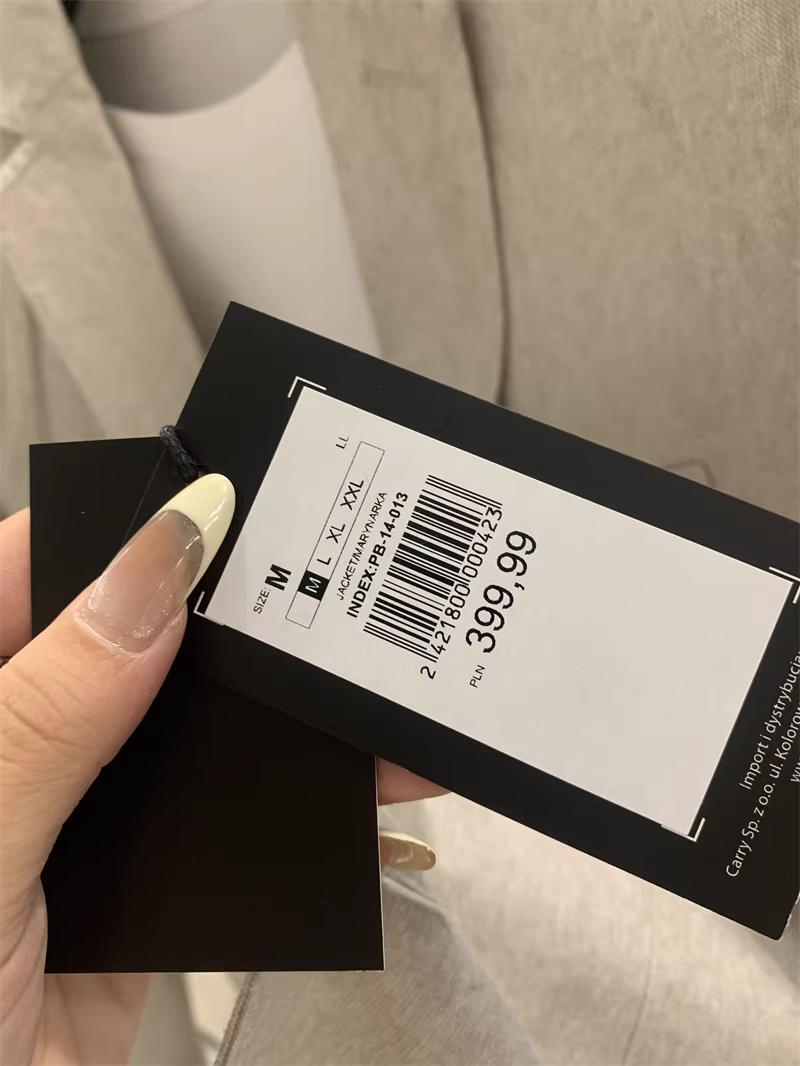 LL
SIZE: M
M L XL XXL
JACKET/MARYNARKA
INDEX:PB-14-013
2 421800 000423
PLN 399,99
Import i dystrybucja
Carry Sp. z o.o. ul. Kolorow